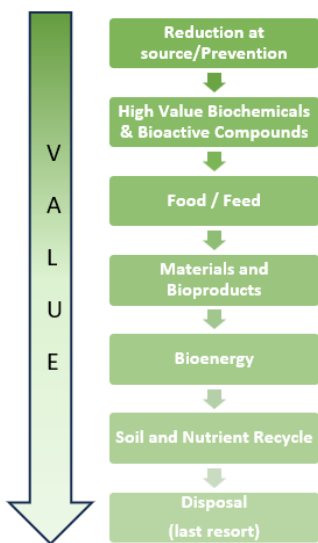 V
A
L
U
E
Reduction at
source/Prevention
High Value Biochemicals
& Bioactive Compounds
Food / Feed
Materials and
Bioproducts
Bioenergy
Soil and Nutrient Recycle
Disposal
(last resort)